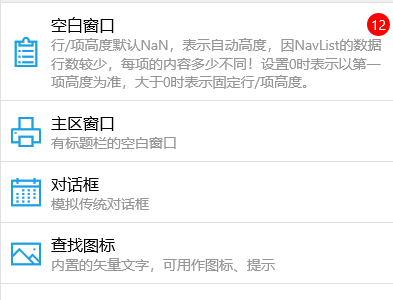 空白窗口
12
行/项高度默认NaN，表示自动高度，因NavList的数据
行数较少，每项的内容多少不同！设置0时表示以第一
项高度为准，大于0时表示固定行/项高度。
主区窗口
有标题栏的空白窗口
对话框
模拟传统对话框
查找图标
内置的矢量文字，可用作图标、提示